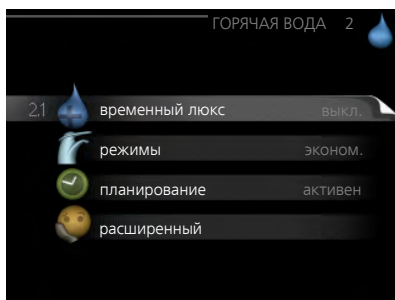 ГОРЯЧАЯ ВОДА 2
2.1 временный люкс выкл.
режимы эконом.
планирование активен
расширенный